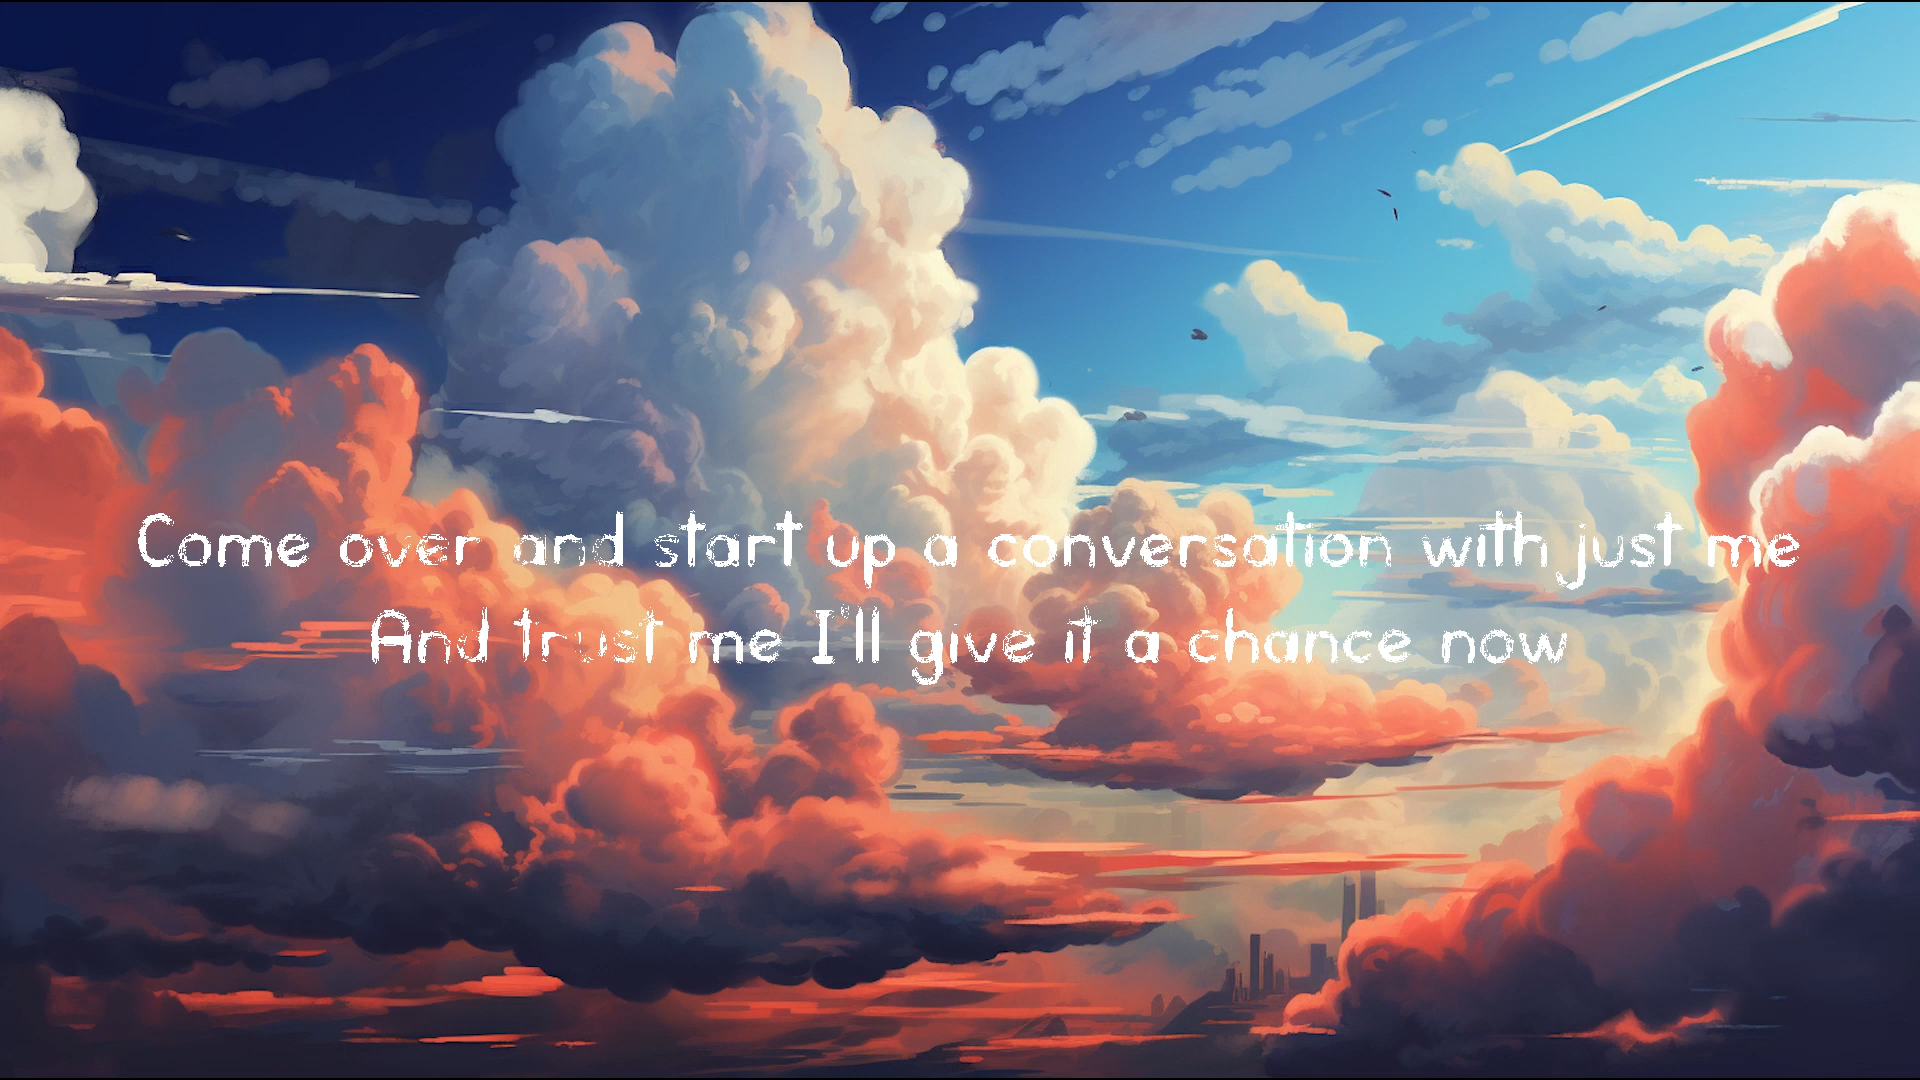 Come over and start up a conversation with just me
And trust me I'll give it a chance now